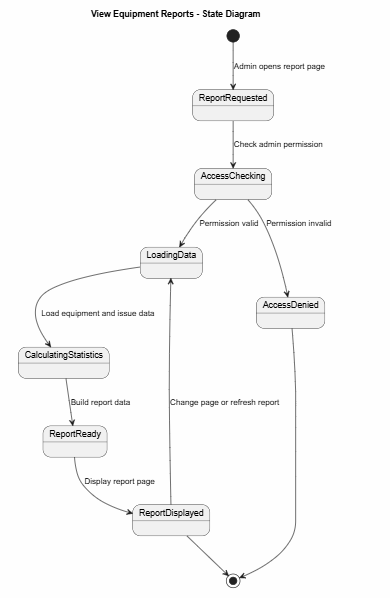 View Equipment Reports - State Diagram
Admin opens report page
ReportRequested
Check admin permission
AccessChecking
Permission valid
Permission invalid
LoadingData
AccessDenied
Load equipment and issue data
CalculatingStatistics
Build report data
Change page or refresh report
ReportReady
Display report page
ReportDisplayed